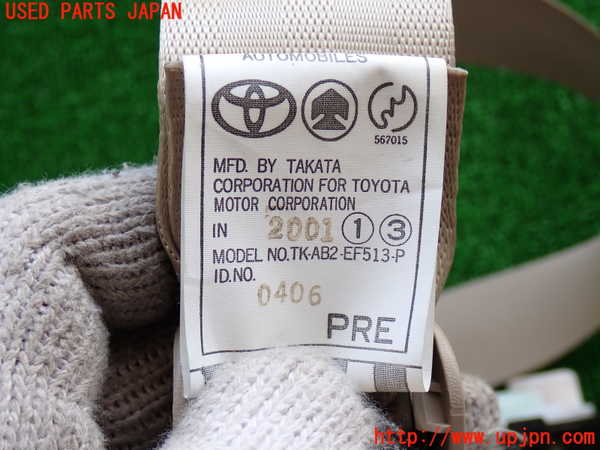 USED PARTS JAPAN
AUTOMOBILES
567015
MFD. BY TAKATA
CORPORATION FOR TOYOTA
MOTOR CORPORATION
IN 2001 ① ③
MODEL NO.TK-AB2-EF513-P
ID.NO.
0406
PRE
http://www.upjpn.com/